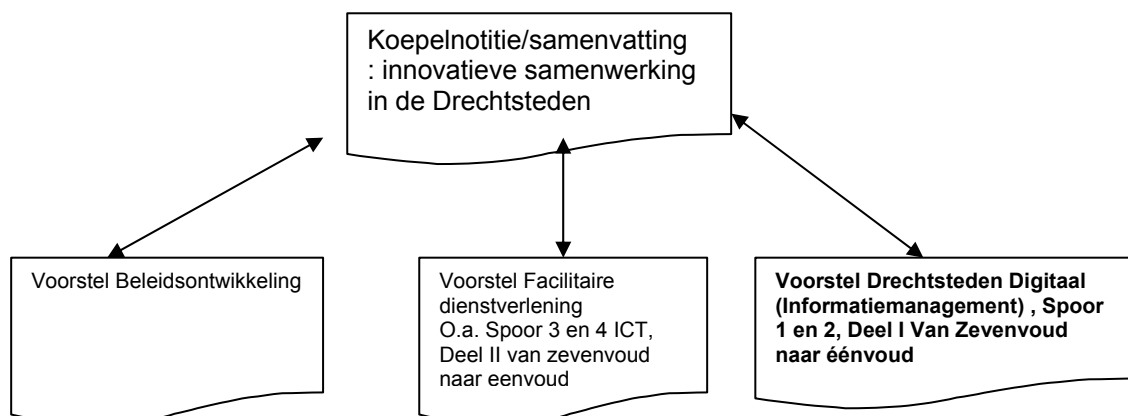 Koepelnotitie/samenvatting
: innovatieve samenwerking
in de Drechtsteden
Voorstel Beleidsontwikkeling
Voorstel Facilitaire
dienstverlening
O.a. Spoor 3 en 4 ICT,
Deel II van zevenvoud
naar eenvoud
Voorstel Drechtsteden Digitaal
(Informatiemanagement) , Spoor
1 en 2, Deel I Van Zevenvoud
naar éénvoud